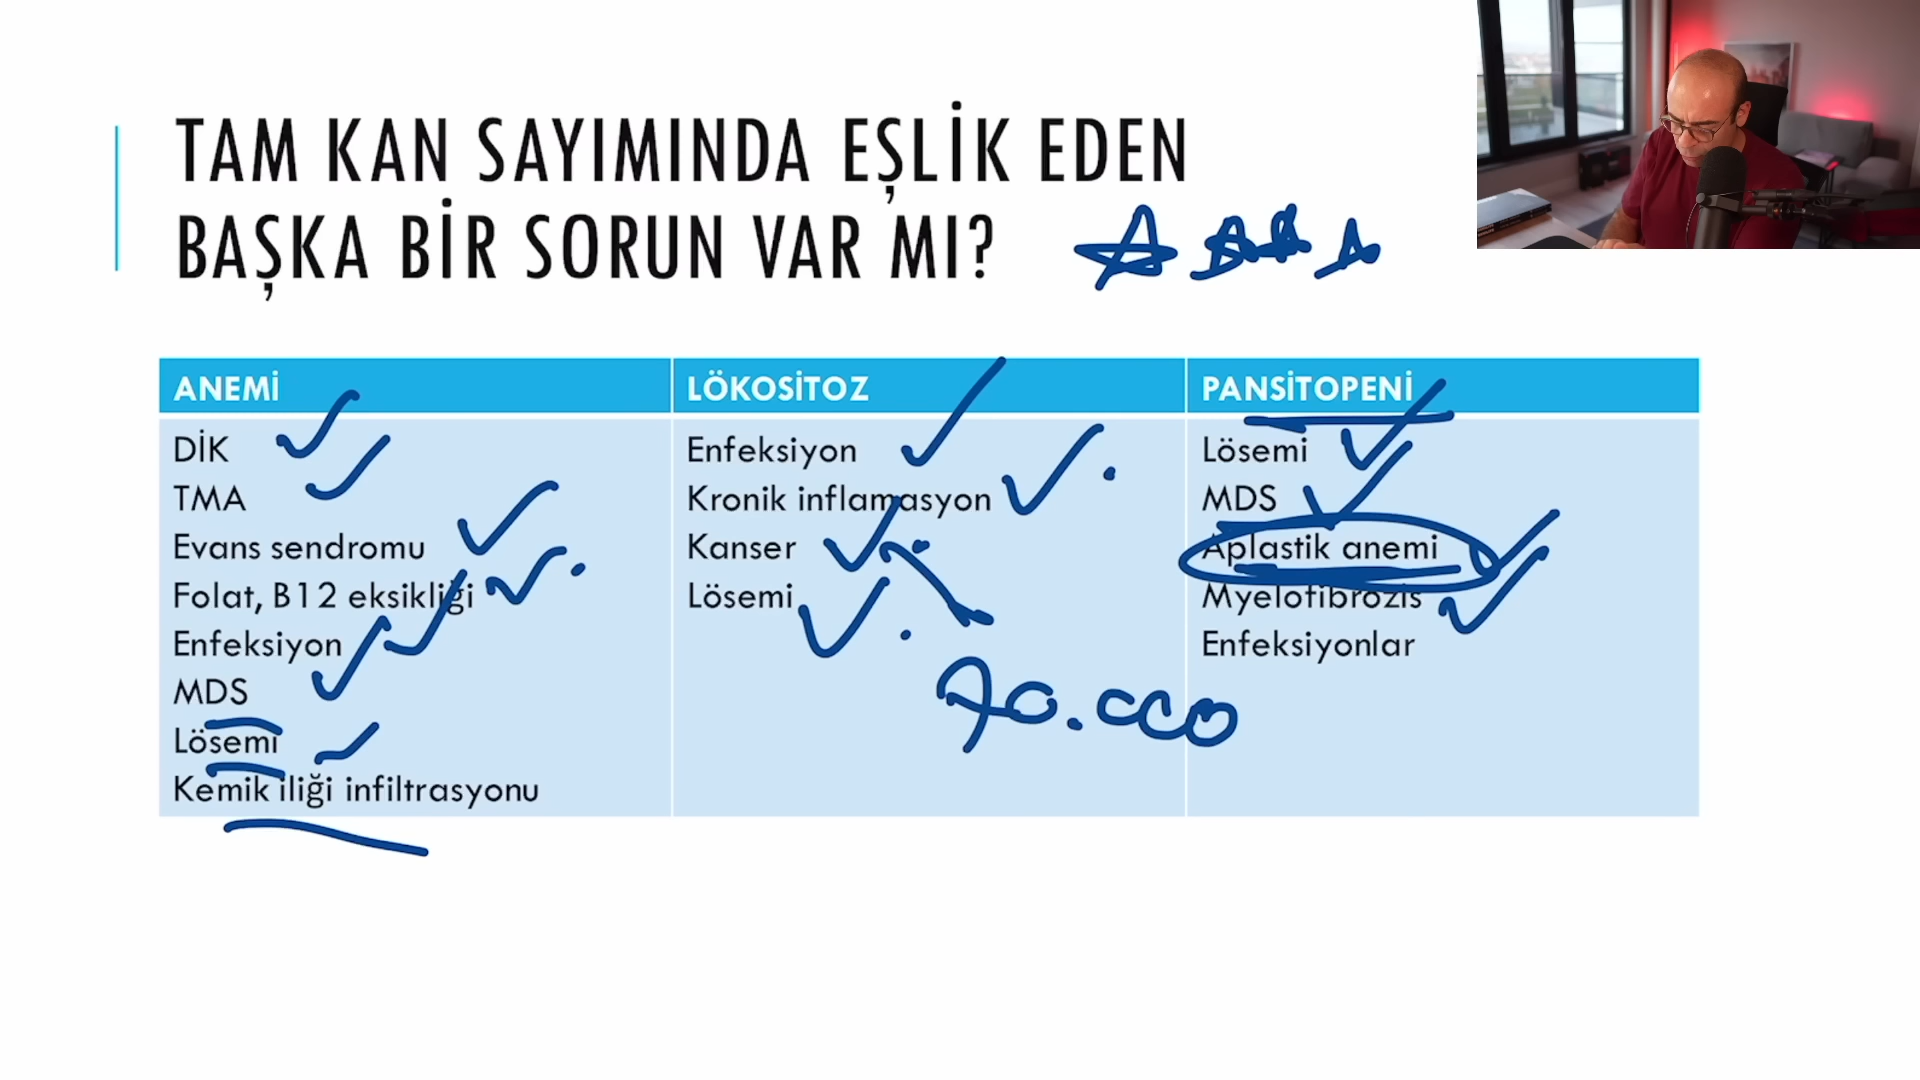 TAM KAN SAYIMINDA EŞLİK EDEN
BAŞKA BİR SORUN VAR MI?
ANEMİ
DİK
TMA
Evans sendromu
Folat, B12 eksikliği
Enfeksiyon
MDS
Lösemi
Kemik iliği infiltrasyonu
LÖKOSİTOZ
Enfeksiyon
Kronik inflamasyon
Kanser
Lösemi
70.000
PANSİTOPENİ
Lösemi
MDS
Aplastik anemi
Myelofibrozis
Enfeksiyonlar